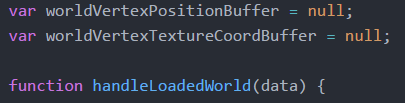 var worldVertexPositionBuffer = null;
var worldVertexTextureCoordBuffer = null;
function handleLoadedWorld(data) {